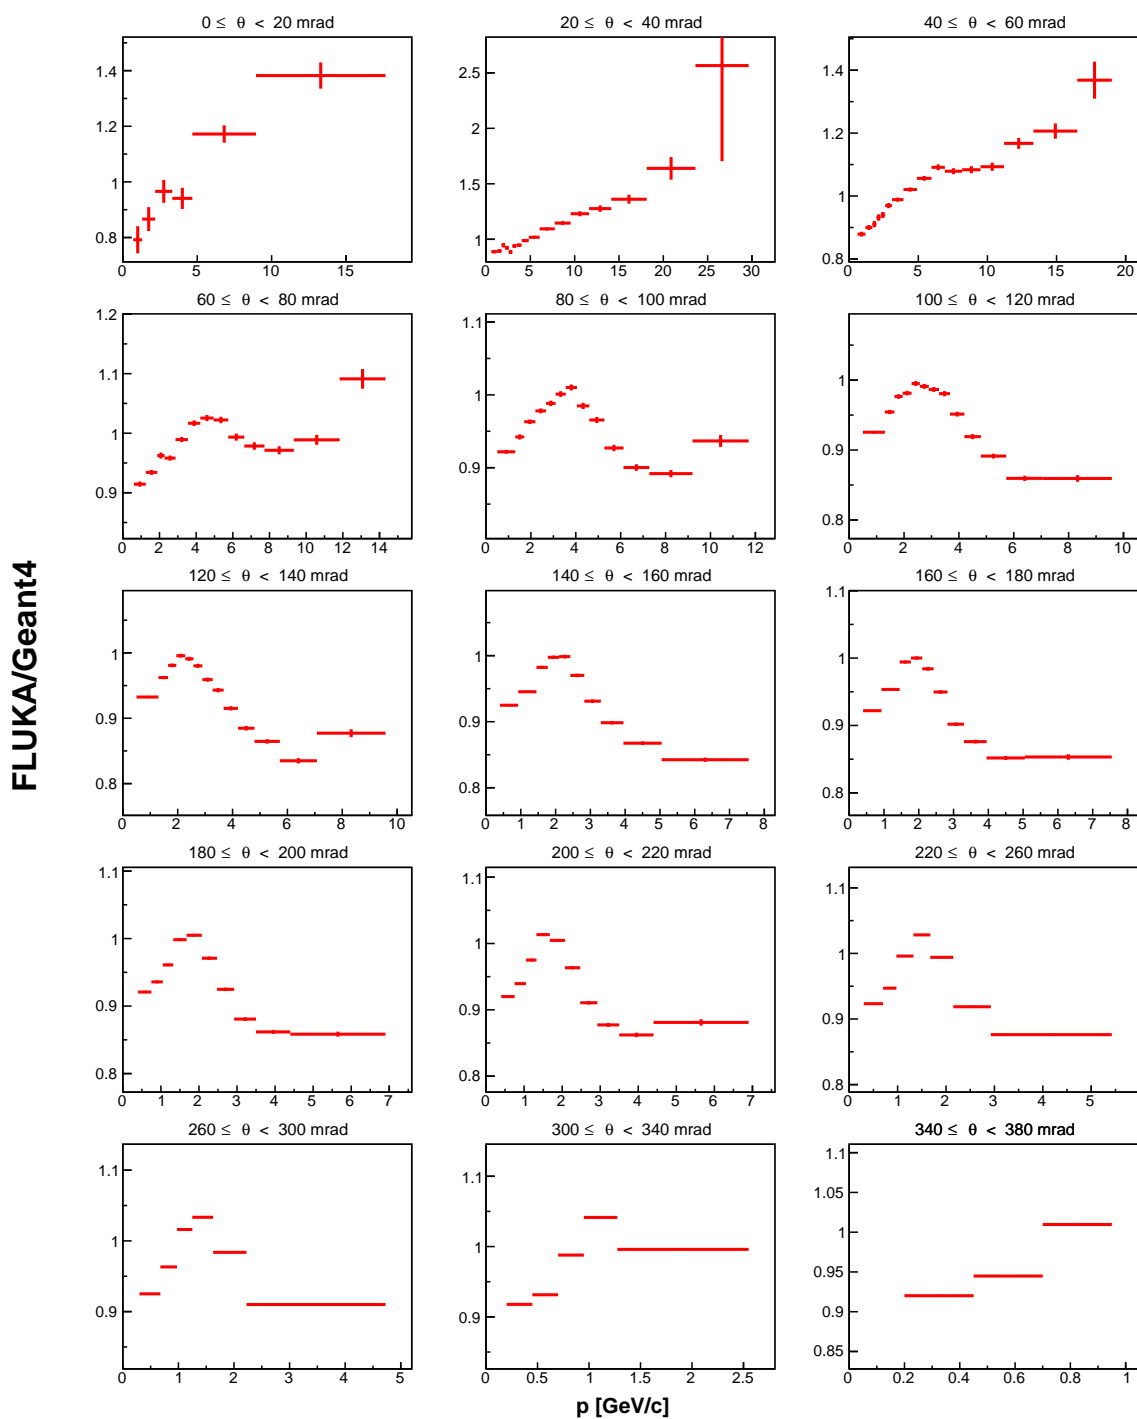 0 ≤ θ < 20 mrad
20 ≤ θ < 40 mrad
40 ≤ θ < 60 mrad
1.4
1.2
1
0.8
0 5 10 15
2.5
2
1.5
1
0 5 10 15 20 25 30
1.4
1.2
1
0.8
0 5 10 15 20
60 ≤ θ < 80 mrad
80 ≤ θ < 100 mrad
100 ≤ θ < 120 mrad
1.2
1.1
1
0.9
0 2 4 6 8 10 12 14
1.1
1
0.9
0 2 4 6 8 10 12
1
0.9
0.8
0 2 4 6 8 10
FLUKA/Geant4
120 ≤ θ < 140 mrad
140 ≤ θ < 160 mrad
160 ≤ θ < 180 mrad
1
0.9
0.8
0 2 4 6 8 10
1
0.9
0.8
0 1 2 3 4 5 6 7 8
1.1
1
0.9
0.8
0 1 2 3 4 5 6 7 8
180 ≤ θ < 200 mrad
200 ≤ θ < 220 mrad
220 ≤ θ < 260 mrad
1.1
1
0.9
0.8
0 1 2 3 4 5 6 7
1.1
1
0.9
0.8
0 1 2 3 4 5 6 7
1.1
1
0.9
0.8
0 1 2 3 4 5
260 ≤ θ < 300 mrad
300 ≤ θ < 340 mrad
340 ≤ θ < 380 mrad
1.1
1
0.9
0 1 2 3 4 5
1.1
1
0.9
0 0.5 1 1.5 2 2.5
1.1
1.05
1
0.95
0.9
0.85
0 0.2 0.4 0.6 0.8 1
p [GeV/c]